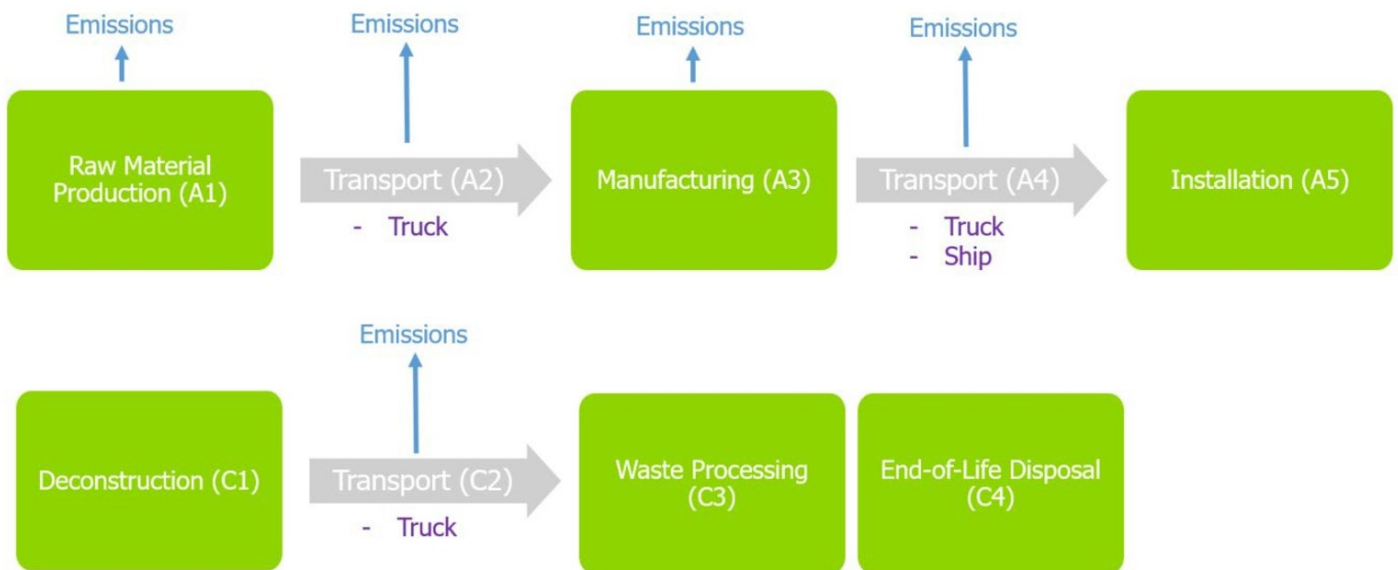 Emissions
Emissions
Emissions
Emissions
Raw Material
Production (A1)
Transport (A2)
- Truck
Manufacturing (A3)
Transport (A4)
- Truck
- Ship
Installation (A5)
Emissions
Deconstruction (C1)
Transport (C2)
- Truck
Waste Processing
(C3)
End-of-Life Disposal
(C4)